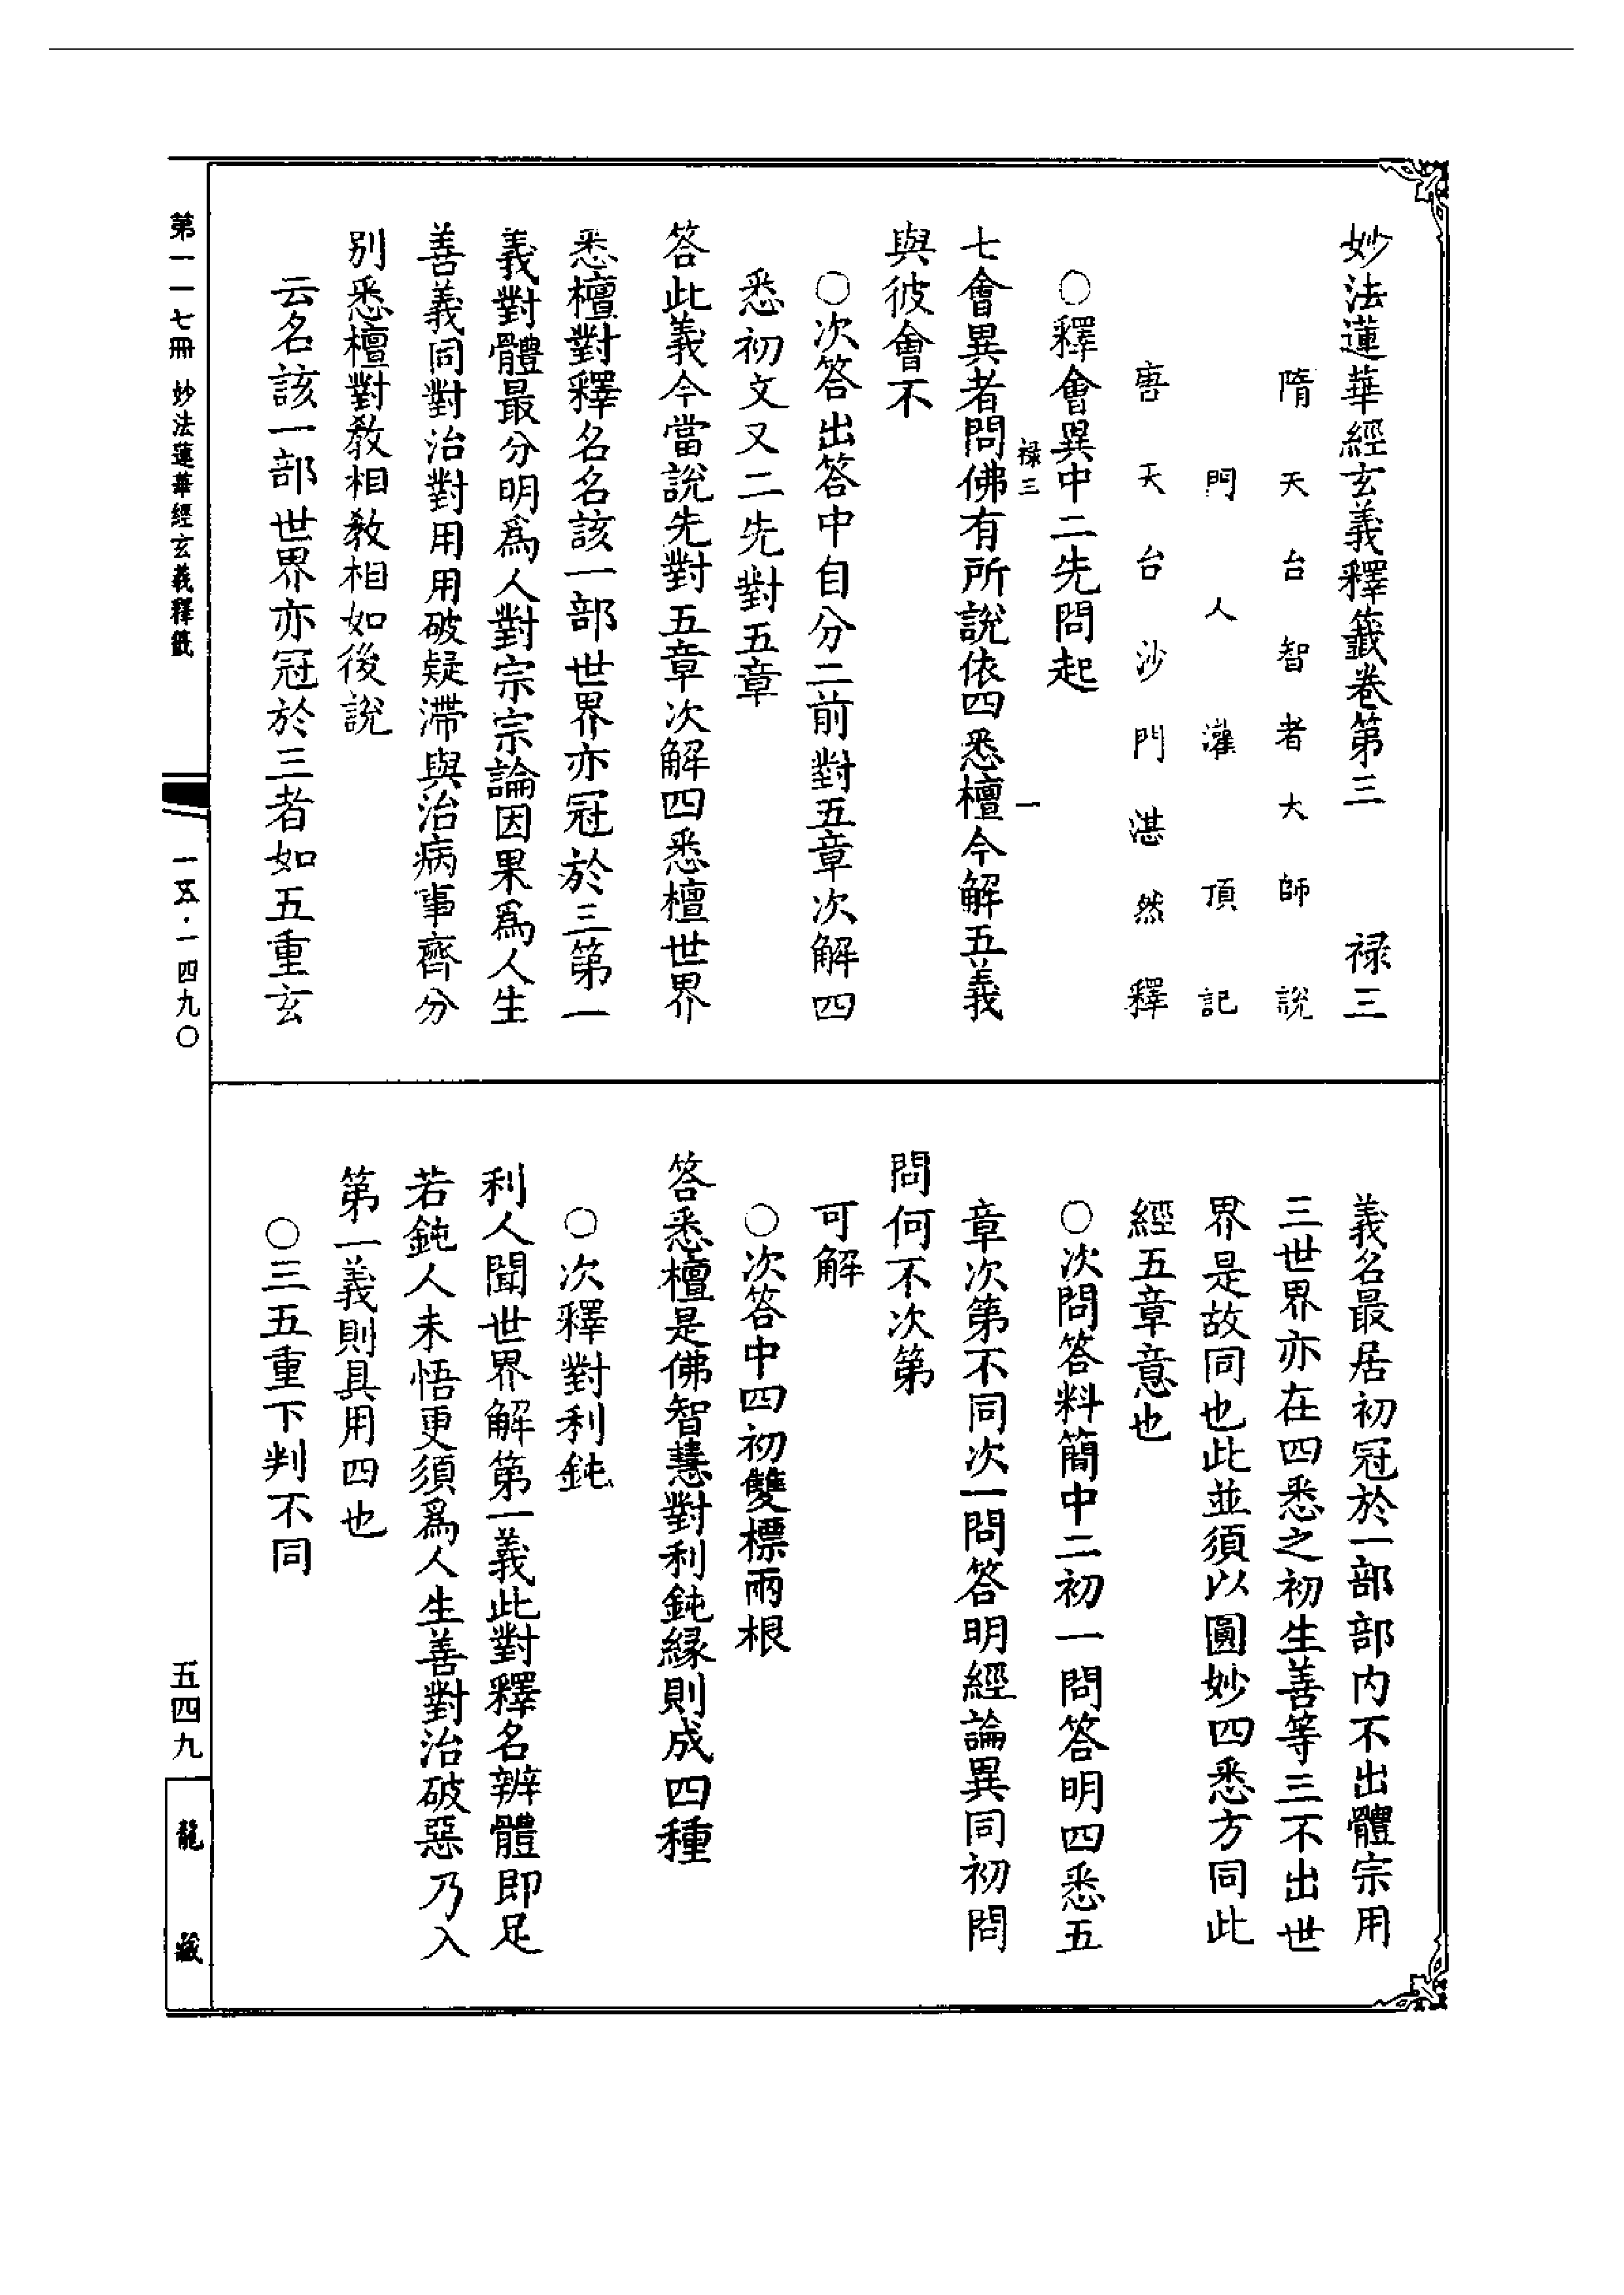 妙法蓮華經玄義釋籤卷第三　祿三
隋天台智者大師說
門人灌頂記
唐天台沙門湛然釋
○釋會異中二先問起
祿三　一
七會異者問佛有所說依四悉檀今解五義
與彼會不
○次答出答中自分二前對五章次解四
悉初文又二先對五章
答此義今當說先對五章次解四悉檀世界
悉檀對釋名名該一部世界亦冠於三第一
義對體最分明爲人對宗宗論因果爲人生
善義同對治對用用破疑滯與治病事齊分
別悉檀對教相教相如後說
云名該一部世界亦冠於三者如五重玄
義名最居初冠於一部部内不出體宗用
三世界亦在四悉之初生善等三不出世
界是故同也此並須以圓妙四悉方同此
經五章意也
○次問答料簡中二初一問答明四悉五
章次第不同次一問答明經論異同初問
問何不次第
可解
○次答中四初雙標兩根
答悉檀是佛智慧對利鈍緣則成四種
○次釋對利鈍
利人聞世界解第一義此對釋名辨體即足
若鈍人未悟更須爲人生善對治破惡乃入
第一義則具用四也
○三五重下判不同
第一一七冊　妙法蓮華經玄義釋籤
一五·一四九〇
五四九
龍藏